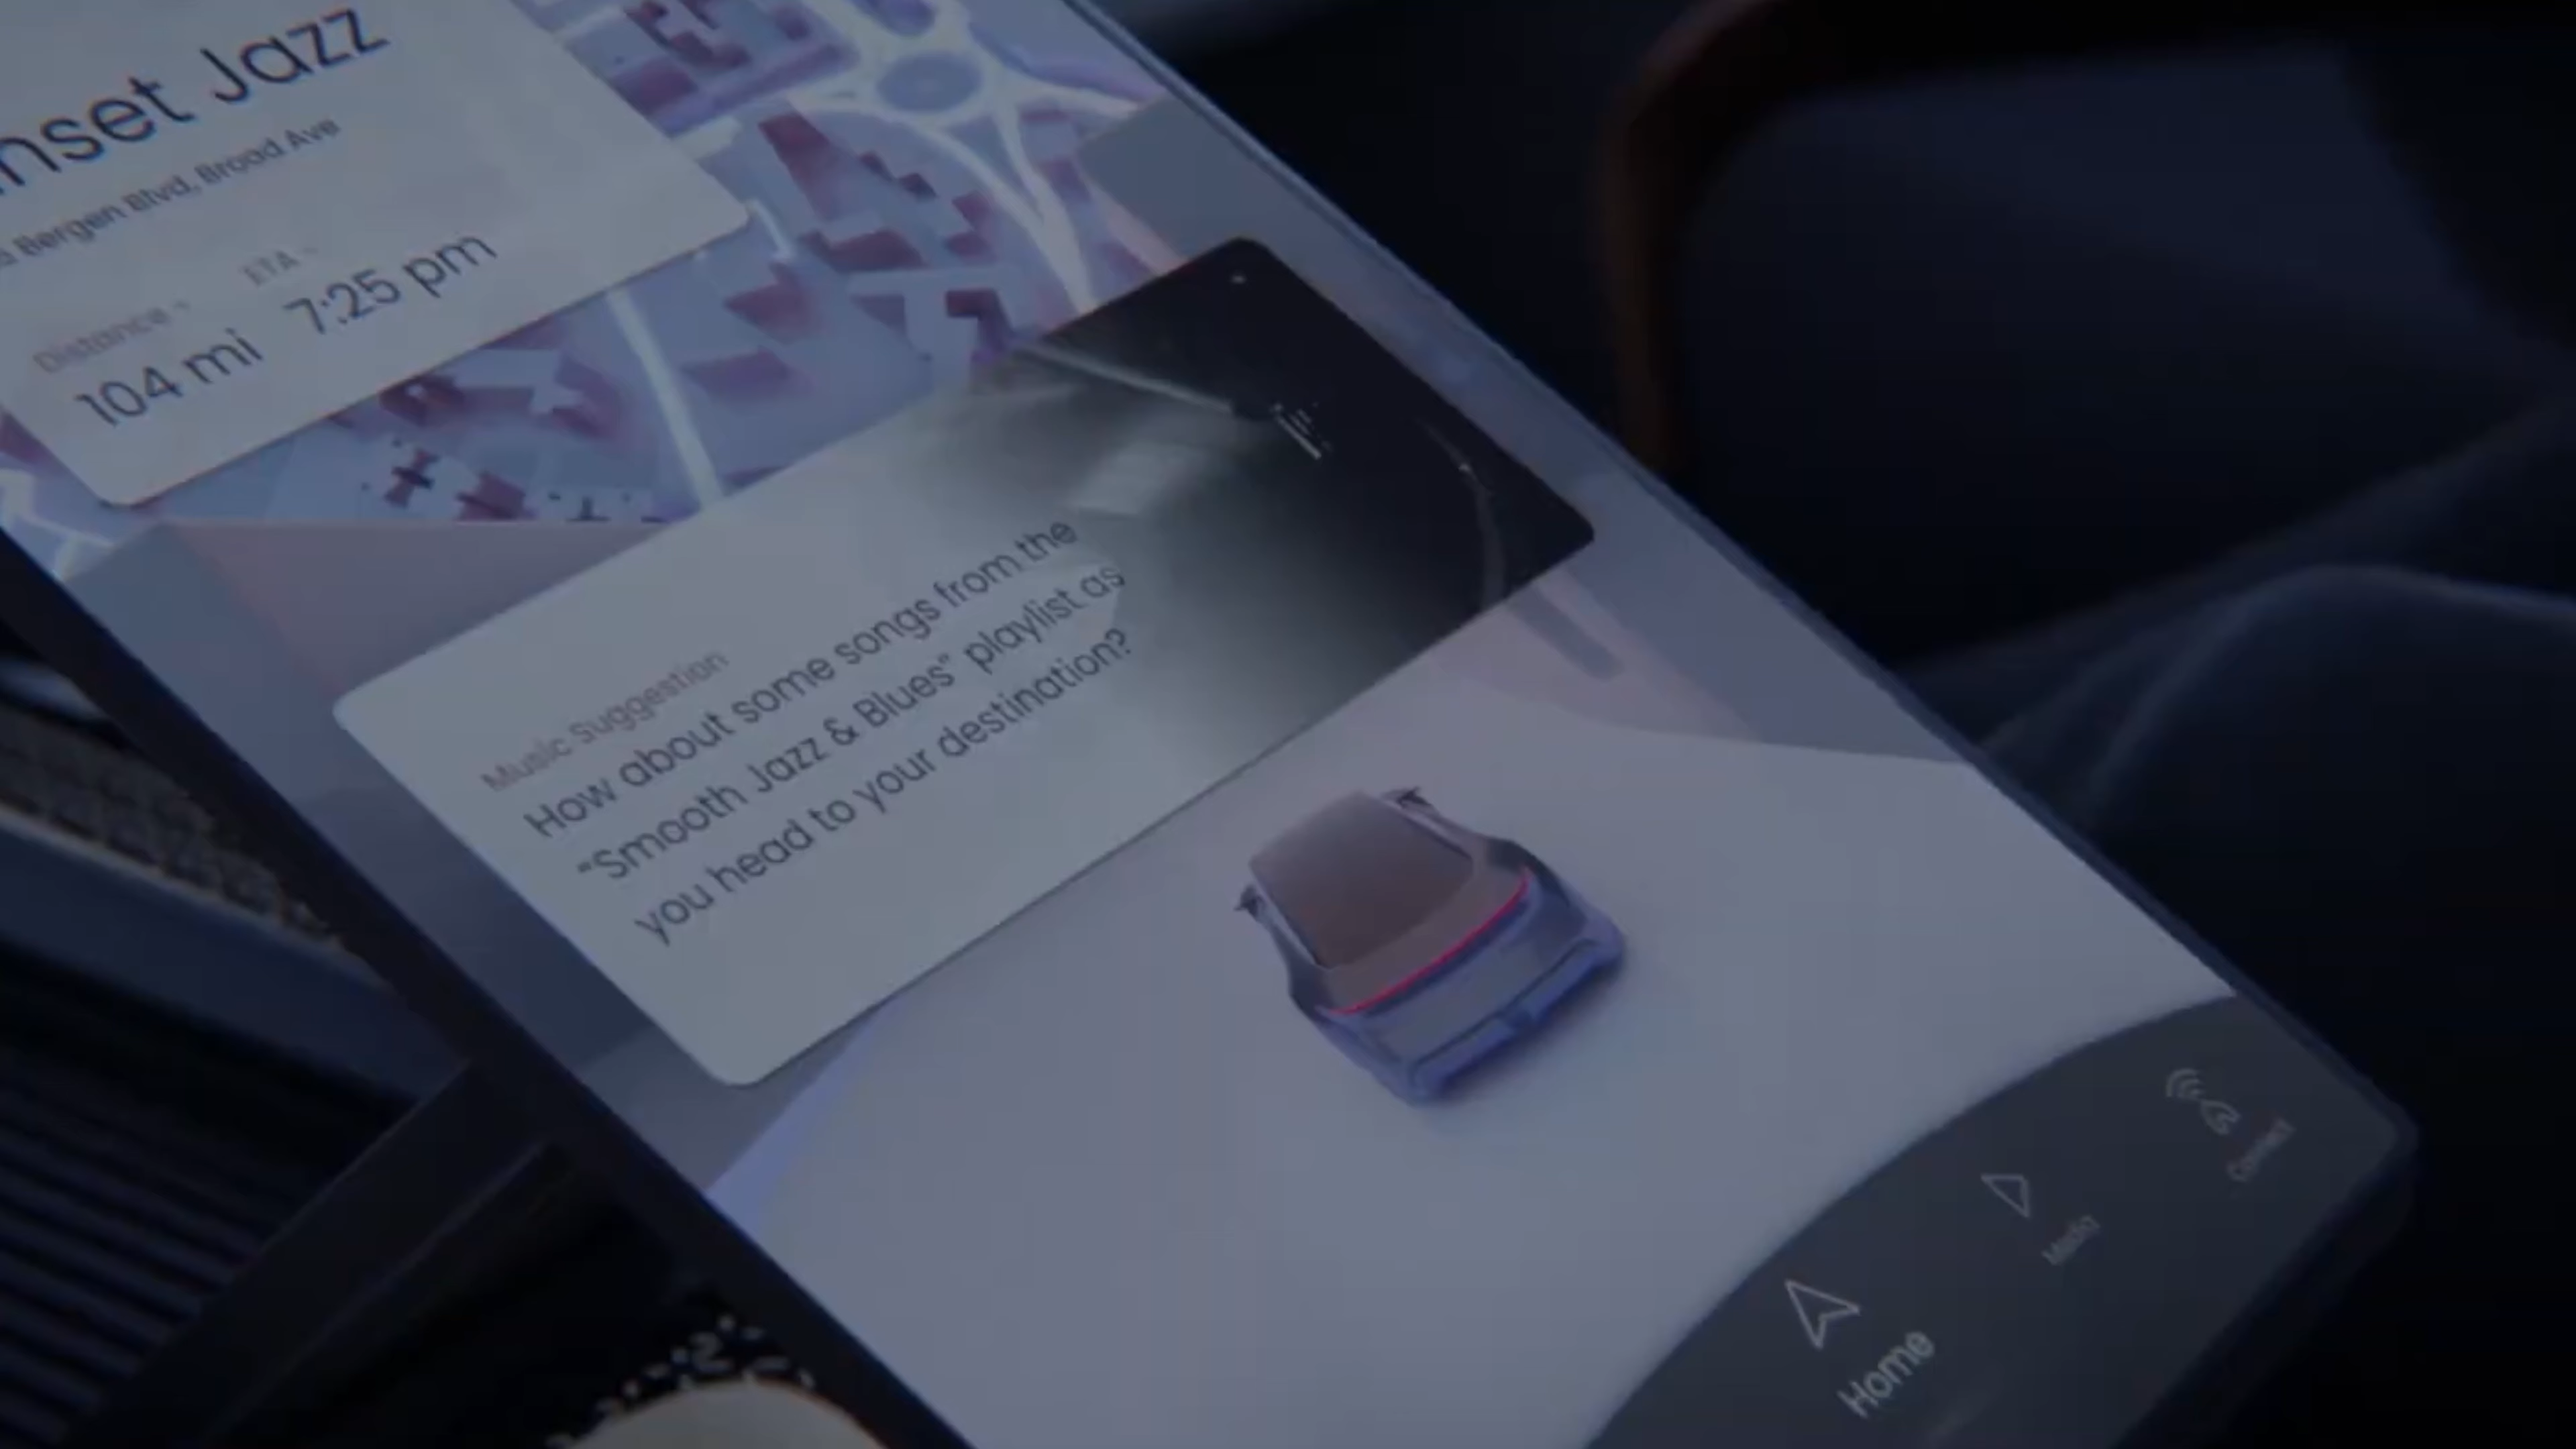 nset Jazz
Bergen Blvd, Broad Ave
Distance
ETA
104 mi
7:25 pm
Music Suggestion
How about some songs from the
“Smooth Jazz & Blues” playlist as
you head to your destination?
Home
Media
Connect